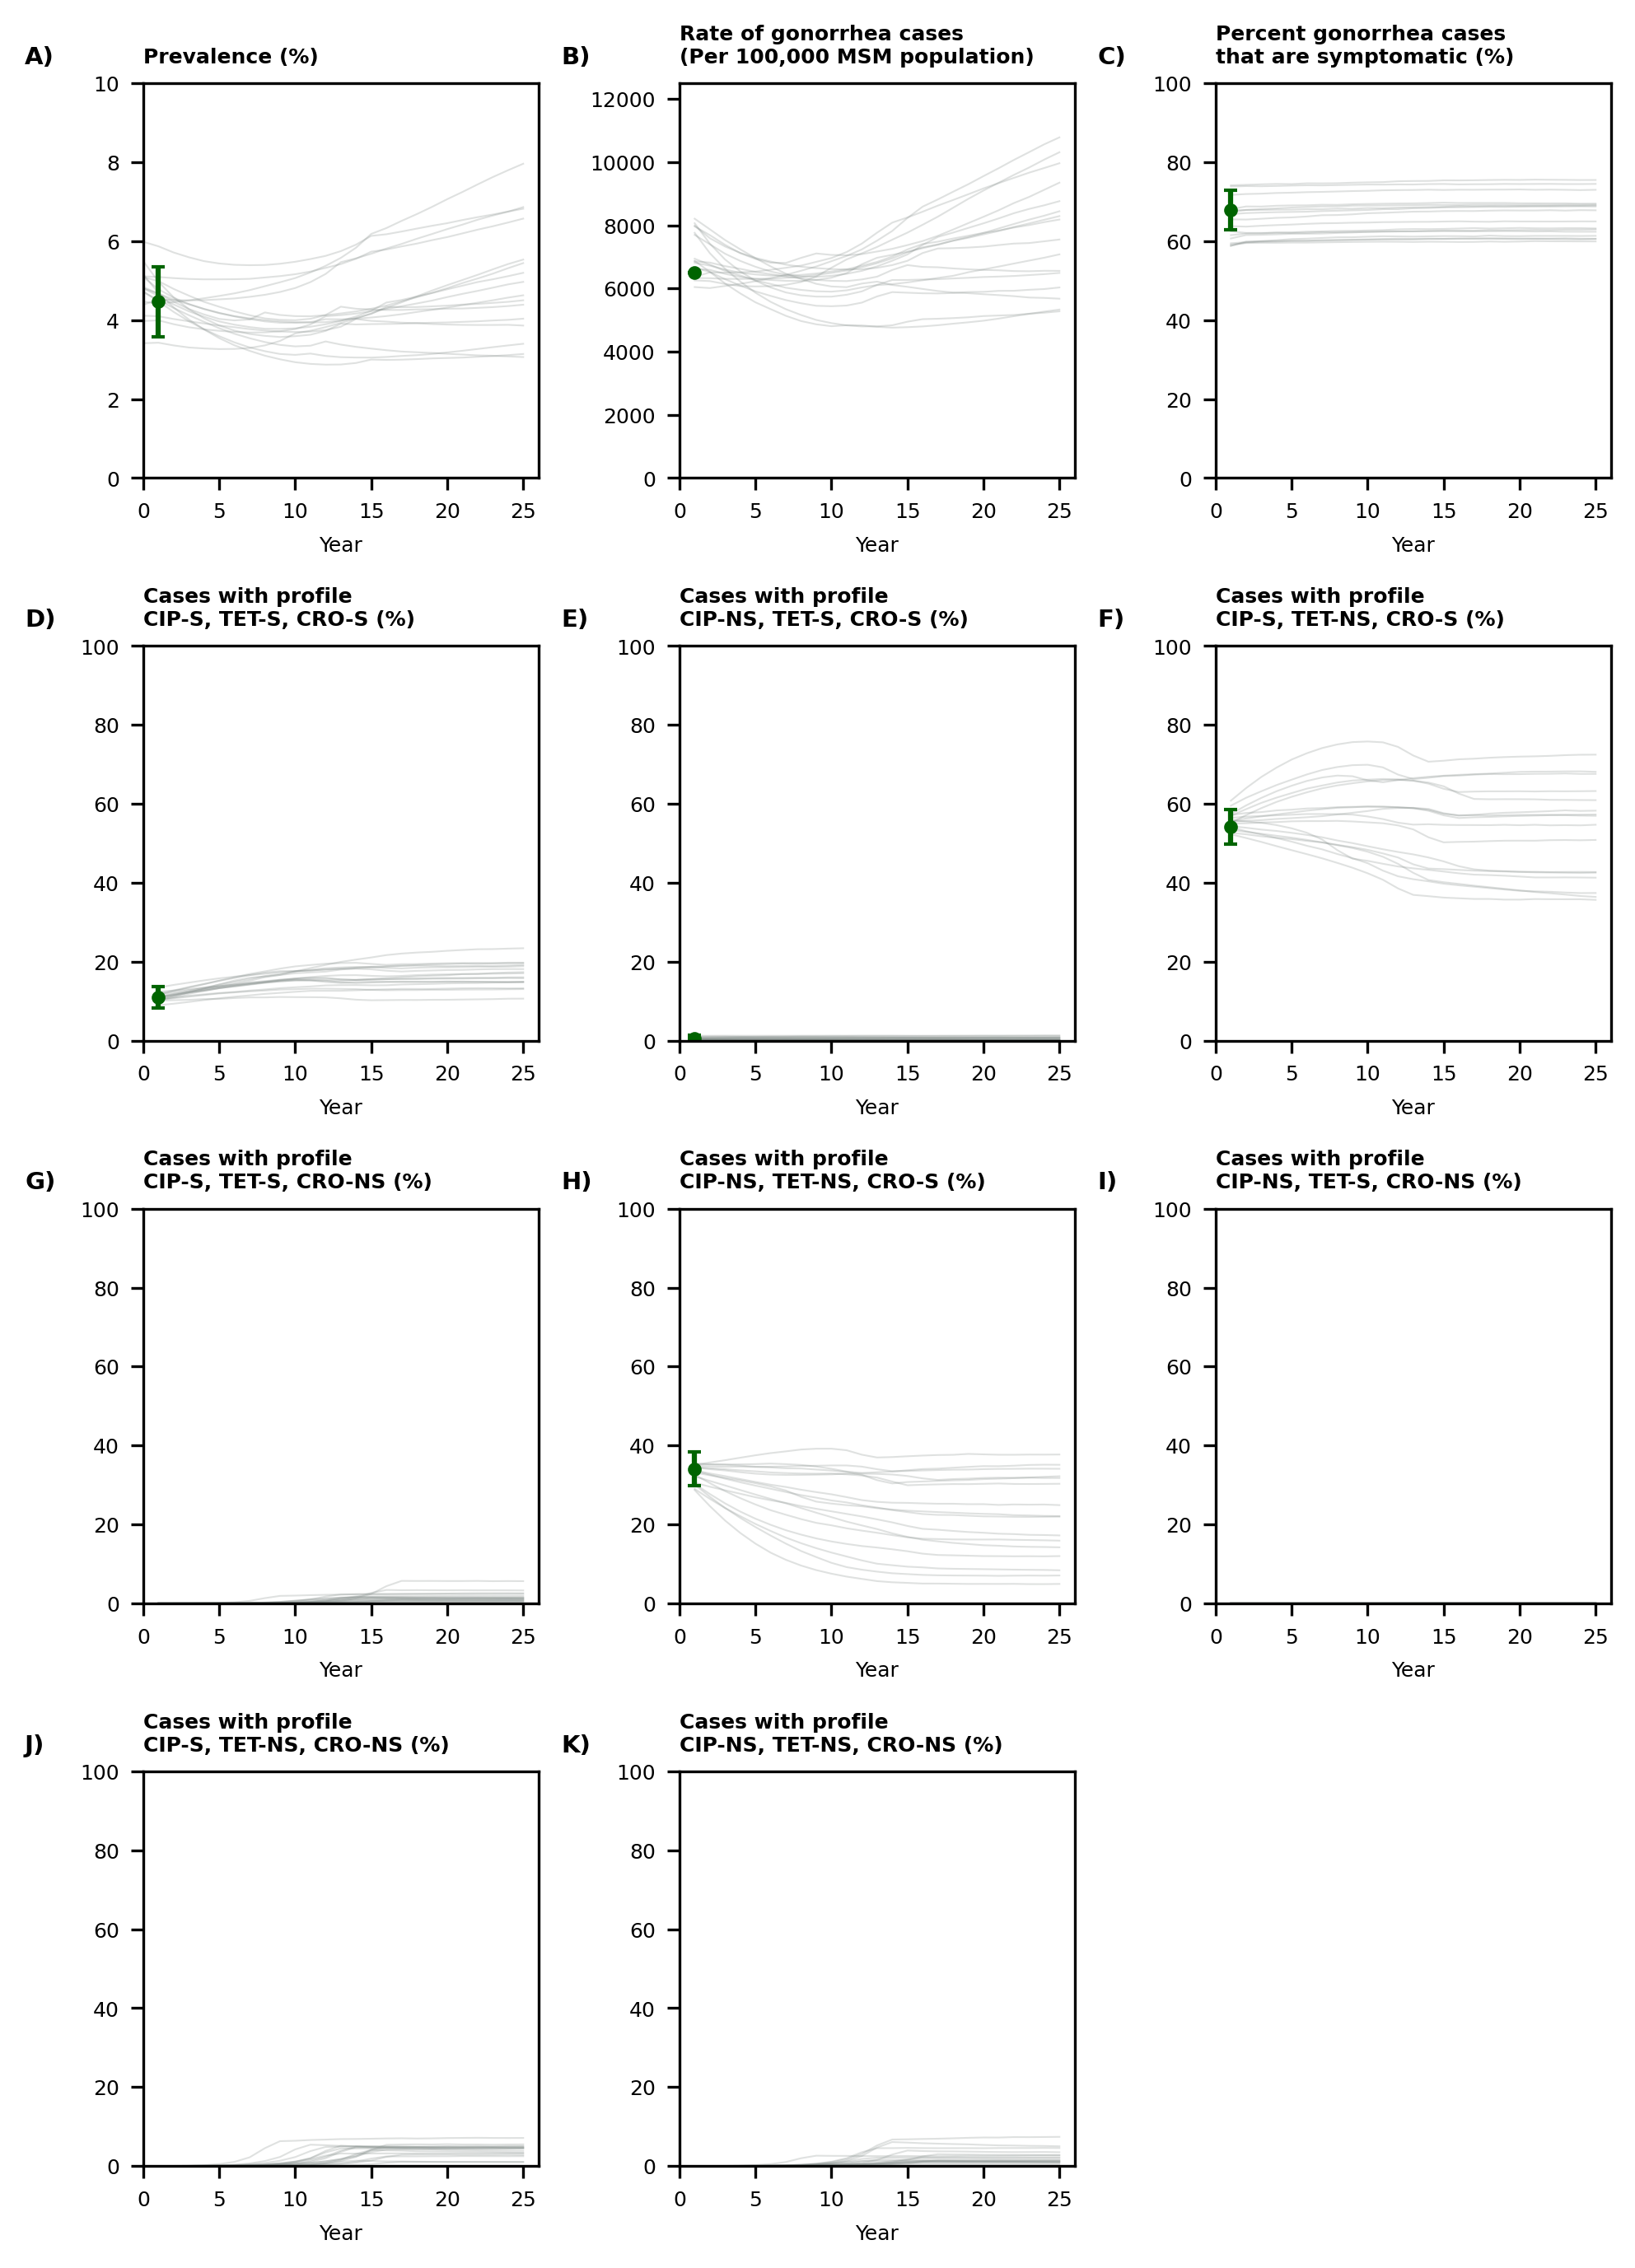 A)
Prevalence (%)
10
8
6
4
2
0
0 5 10 15 20 25
Year
B)
Rate of gonorrhea cases
(Per 100,000 MSM population)
12000
10000
8000
6000
4000
2000
0
0 5 10 15 20 25
Year
C)
Percent gonorrhea cases
that are symptomatic (%)
100
80
60
40
20
0
0 5 10 15 20 25
Year
D)
Cases with profile
CIP-S, TET-S, CRO-S (%)
100
80
60
40
20
0
0 5 10 15 20 25
Year
E)
Cases with profile
CIP-NS, TET-S, CRO-S (%)
100
80
60
40
20
0
0 5 10 15 20 25
Year
F)
Cases with profile
CIP-S, TET-NS, CRO-S (%)
100
80
60
40
20
0
0 5 10 15 20 25
Year
G)
Cases with profile
CIP-S, TET-S, CRO-NS (%)
100
80
60
40
20
0
0 5 10 15 20 25
Year
H)
Cases with profile
CIP-NS, TET-NS, CRO-S (%)
100
80
60
40
20
0
0 5 10 15 20 25
Year
I)
Cases with profile
CIP-NS, TET-S, CRO-NS (%)
100
80
60
40
20
0
0 5 10 15 20 25
Year
J)
Cases with profile
CIP-S, TET-NS, CRO-NS (%)
100
80
60
40
20
0
0 5 10 15 20 25
Year
K)
Cases with profile
CIP-NS, TET-NS, CRO-NS (%)
100
80
60
40
20
0
0 5 10 15 20 25
Year